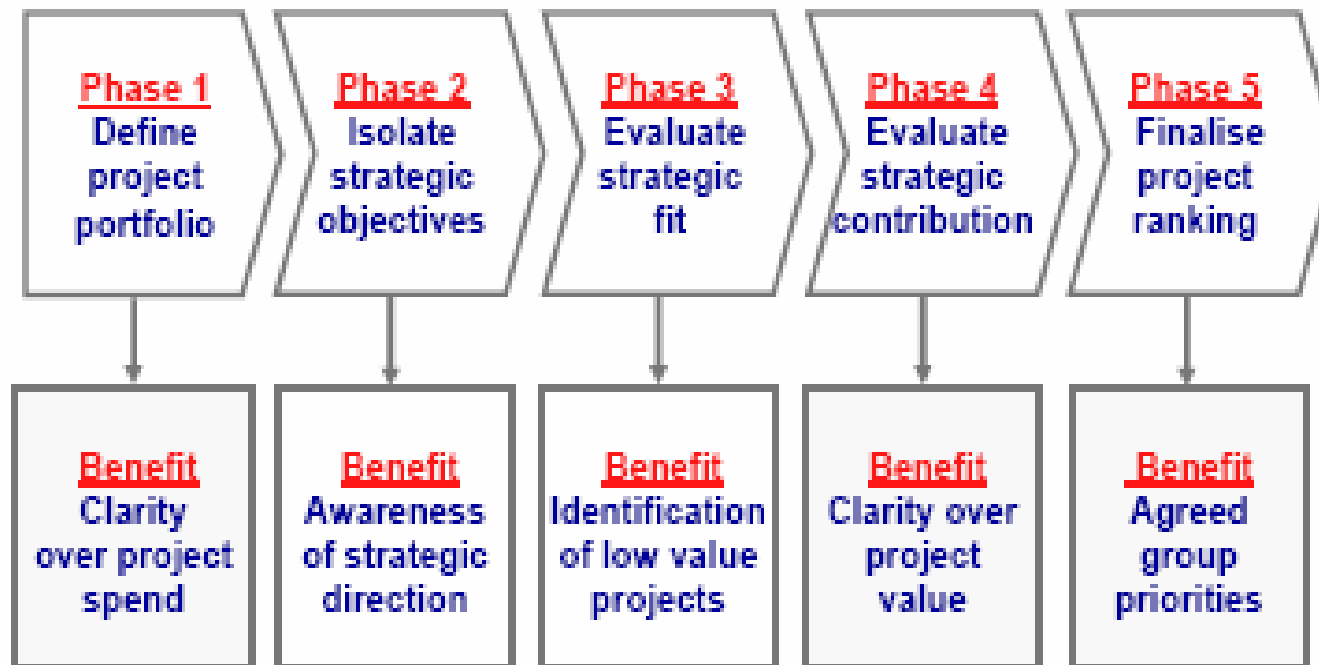 Phase 1
Define
project
portfolio
Phase 2
Isolate
strategic
objectives
Phase 3
Evaluate
strategic
fit
Phase 4
Evaluate
strategic
contribution
Phase 5
Finalise
project
ranking
Benefit
Clarity
over project
spend
Benefit
Awareness
of strategic
direction
Benefit
Identification
of low value
projects
Benefit
Clarity over
project
value
Benefit
Agreed
group
priorities